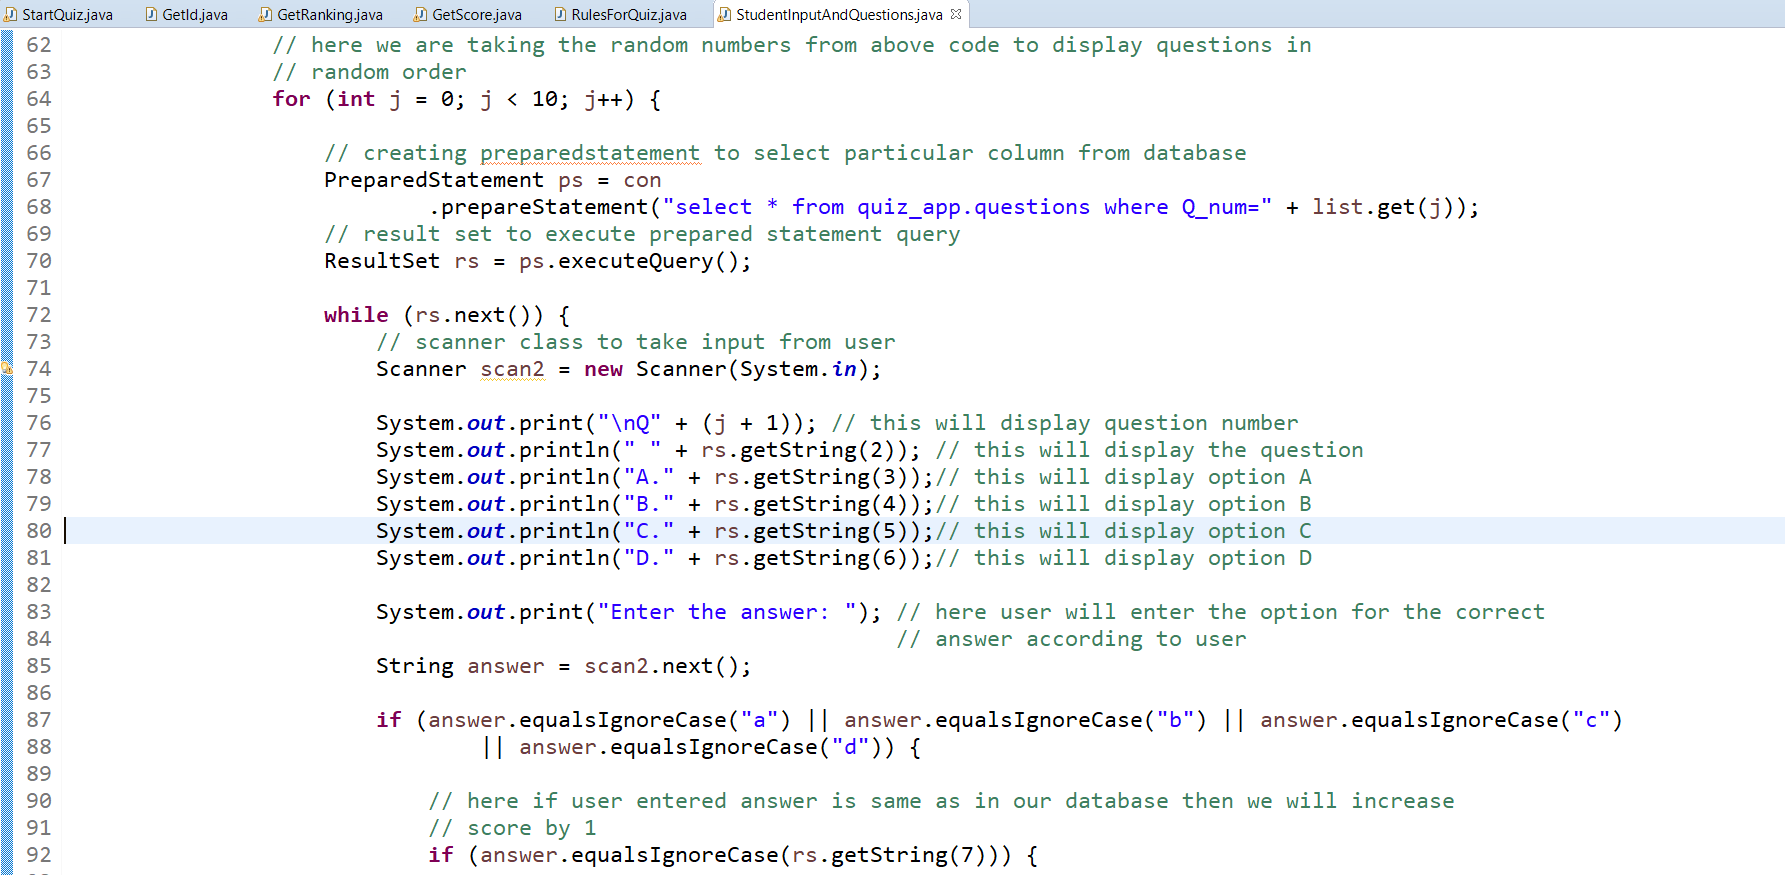 StartQuiz.java GetId.java GetRanking.java GetScore.java RulesForQuiz.java StudentInputAndQuestions.java
62 // here we are taking the random numbers from above code to display questions in
63 // random order
64 for (int j = 0; j < 10; j++) {
65
66 // creating preparedstatement to select particular column from database
67 PreparedStatement ps = con
68 .prepareStatement("select * from quiz_app.questions where Q_num=" + list.get(j));
69 // result set to execute prepared statement query
70 ResultSet rs = ps.executeQuery();
71
72 while (rs.next()) {
73 // scanner class to take input from user
74 Scanner scan2 = new Scanner(System.in);
75
76 System.out.print("\nQ" + (j + 1)); // this will display question number
77 System.out.println(" " + rs.getString(2)); // this will display the question
78 System.out.println("A." + rs.getString(3));// this will display option A
79 System.out.println("B." + rs.getString(4));// this will display option B
80 System.out.println("C." + rs.getString(5));// this will display option C
81 System.out.println("D." + rs.getString(6));// this will display option D
82
83 System.out.print("Enter the answer: "); // here user will enter the option for the correct
84 // answer according to user
85 String answer = scan2.next();
86
87 if (answer.equalsIgnoreCase("a") || answer.equalsIgnoreCase("b") || answer.equalsIgnoreCase("c")
88 || answer.equalsIgnoreCase("d")) {
89
90 // here if user entered answer is same as in our database then we will increase
91 // score by 1
92 if (answer.equalsIgnoreCase(rs.getString(7))) {